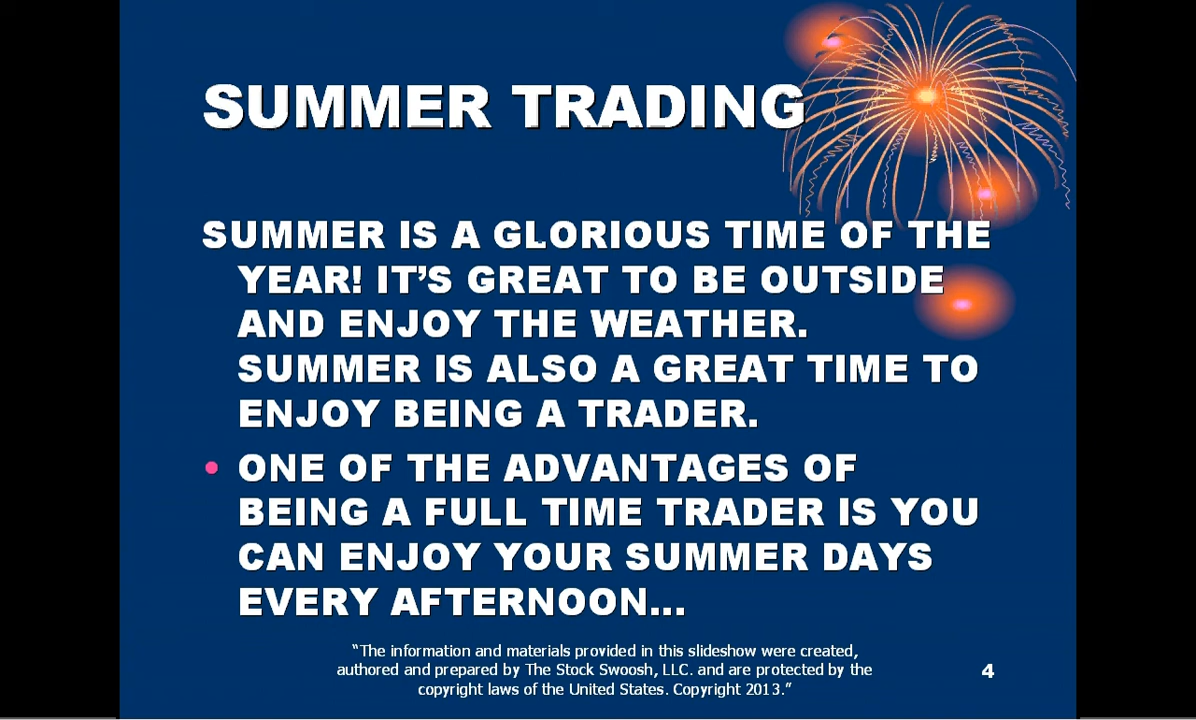 SUMMER TRADING
SUMMER IS A GLORIOUS TIME OF THE
YEAR! IT’S GREAT TO BE OUTSIDE
AND ENJOY THE WEATHER.
SUMMER IS ALSO A GREAT TIME TO
ENJOY BEING A TRADER.
• ONE OF THE ADVANTAGES OF
BEING A FULL TIME TRADER IS YOU
CAN ENJOY YOUR SUMMER DAYS
EVERY AFTERNOON…
“The information and materials provided in this slideshow were created,
authored and prepared by The Stock Swoosh, LLC. and are protected by the
copyright laws of the United States. Copyright 2013.”
4